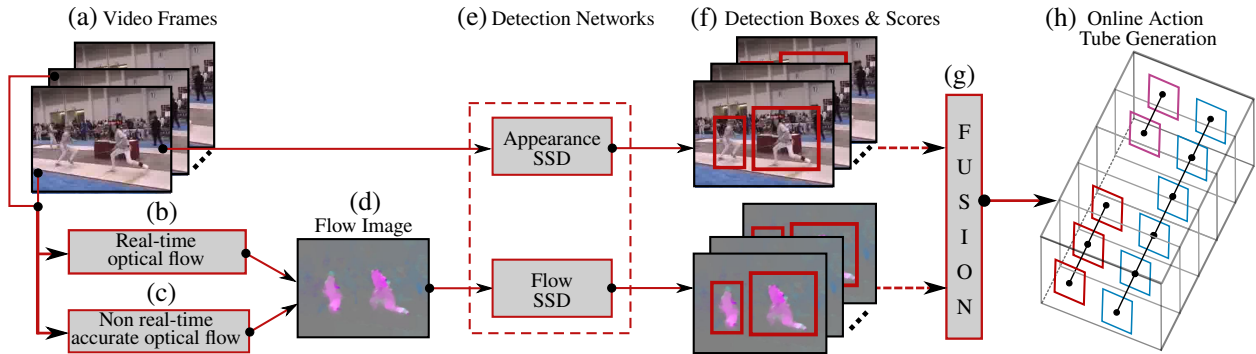 (a) Video Frames
(e) Detection Networks
(f) Detection Boxes & Scores
(h) Online Action
Tube Generation
(g)
Appearance
SSD
FUSION
(b)
Real-time
optical flow
(d)
Flow Image
(c)
Non real-time
accurate optical flow
Flow
SSD